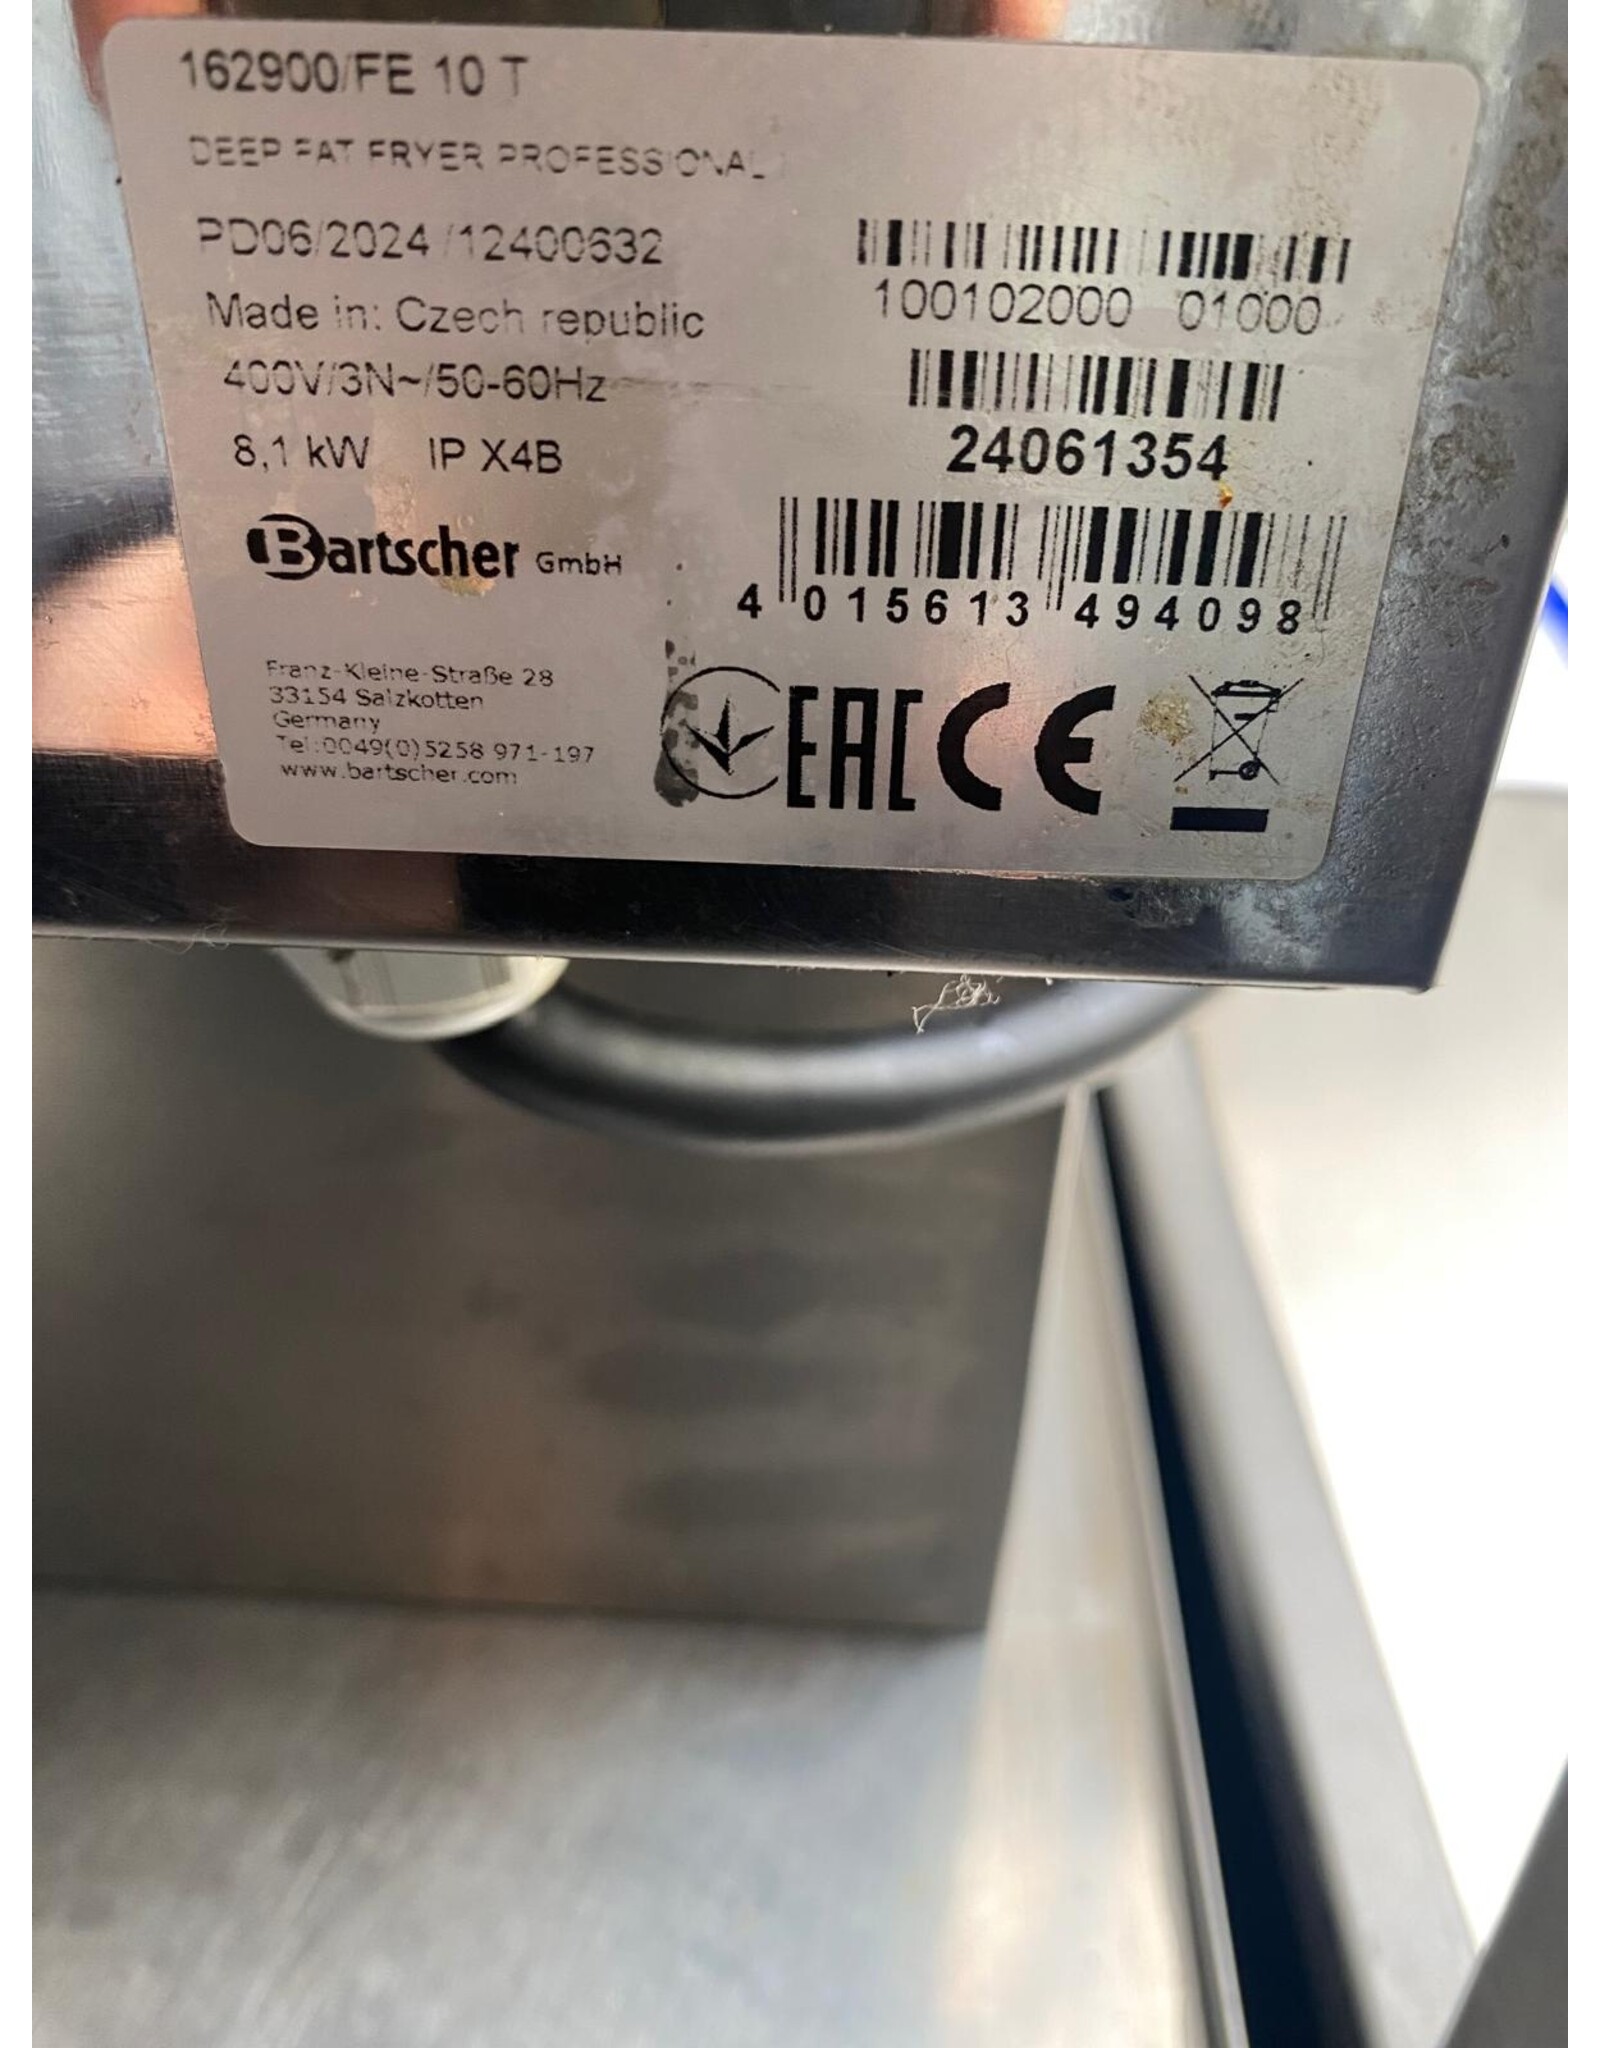 162900/FE 10 T
DEEP FAT FRYER PROFESSIONAL
PD06/2024 /12400632
Made in: Czech republic
400V/3N~/50-60Hz
8,1 kW IP X4B
100102000 01000
24061354
4 015613 494098
Bartscher GmbH
Franz-Kleine-Straße 28
33154 Salzkotten
Germany
Tel.:0049(0)5258 971-197
www.bartscher.com
EAC CE